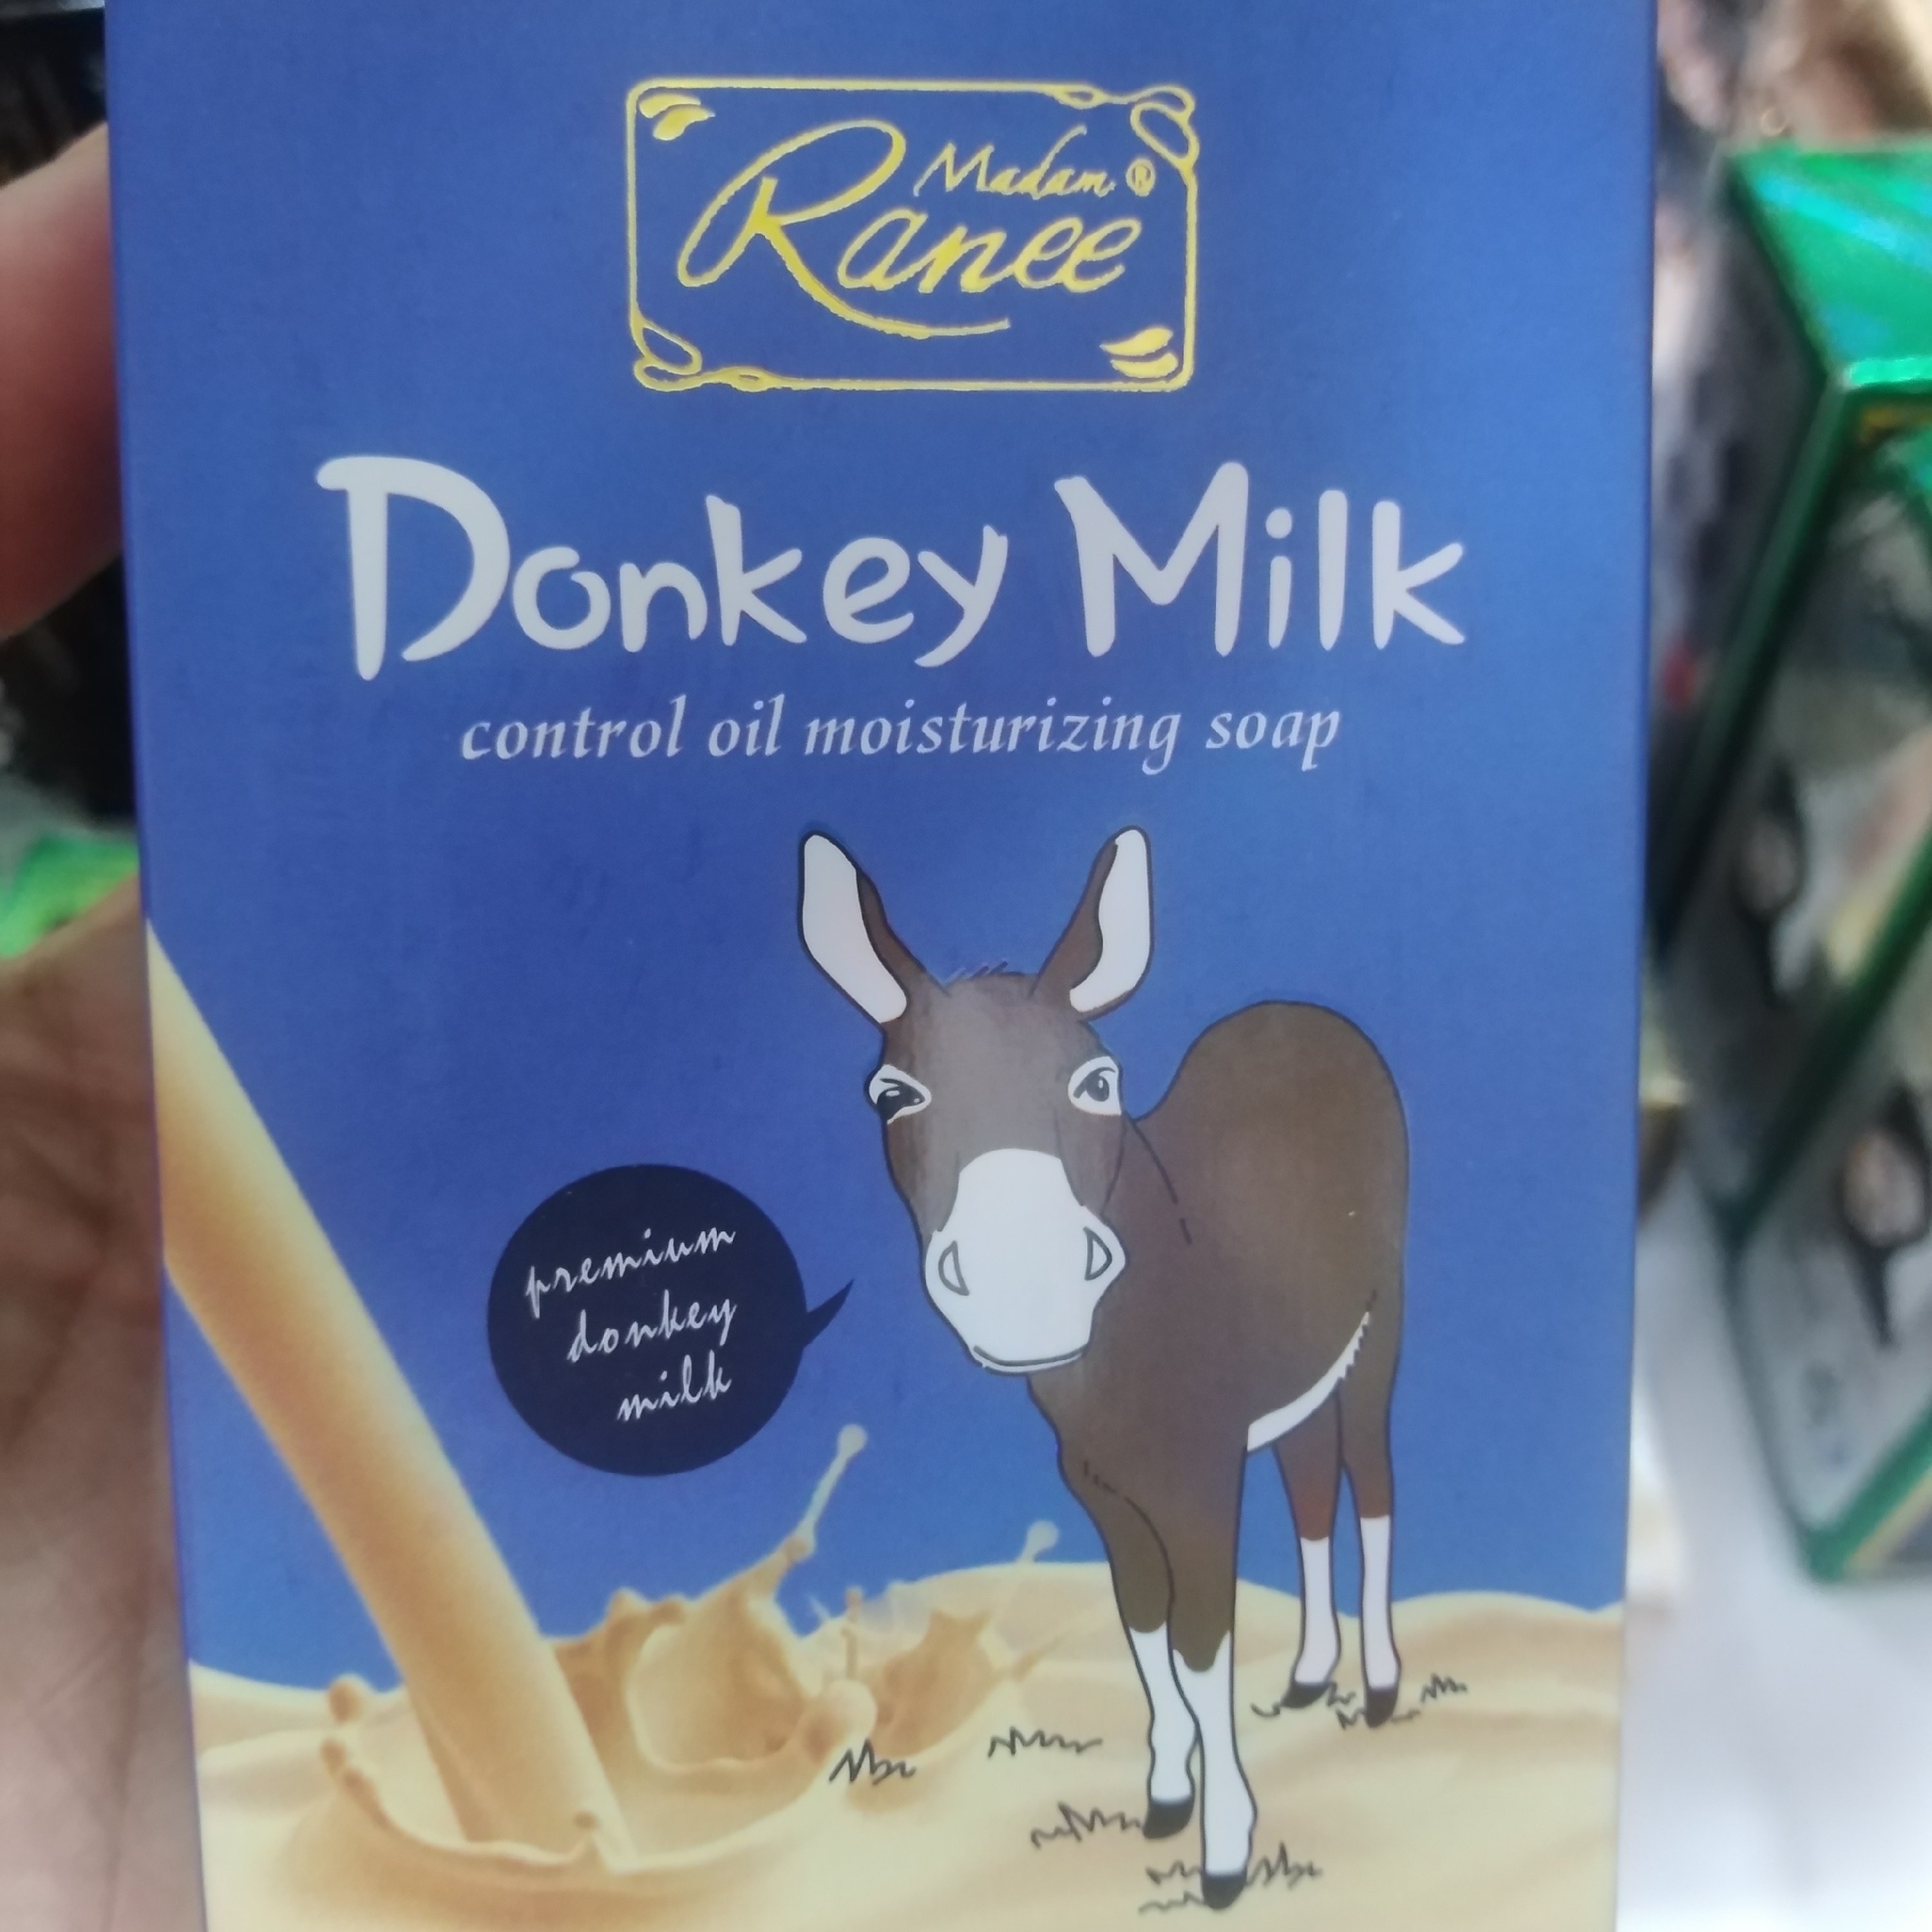 Madam ®
Ranee
Donkey Milk
control oil moisturizing soap
premium
donkey
milk